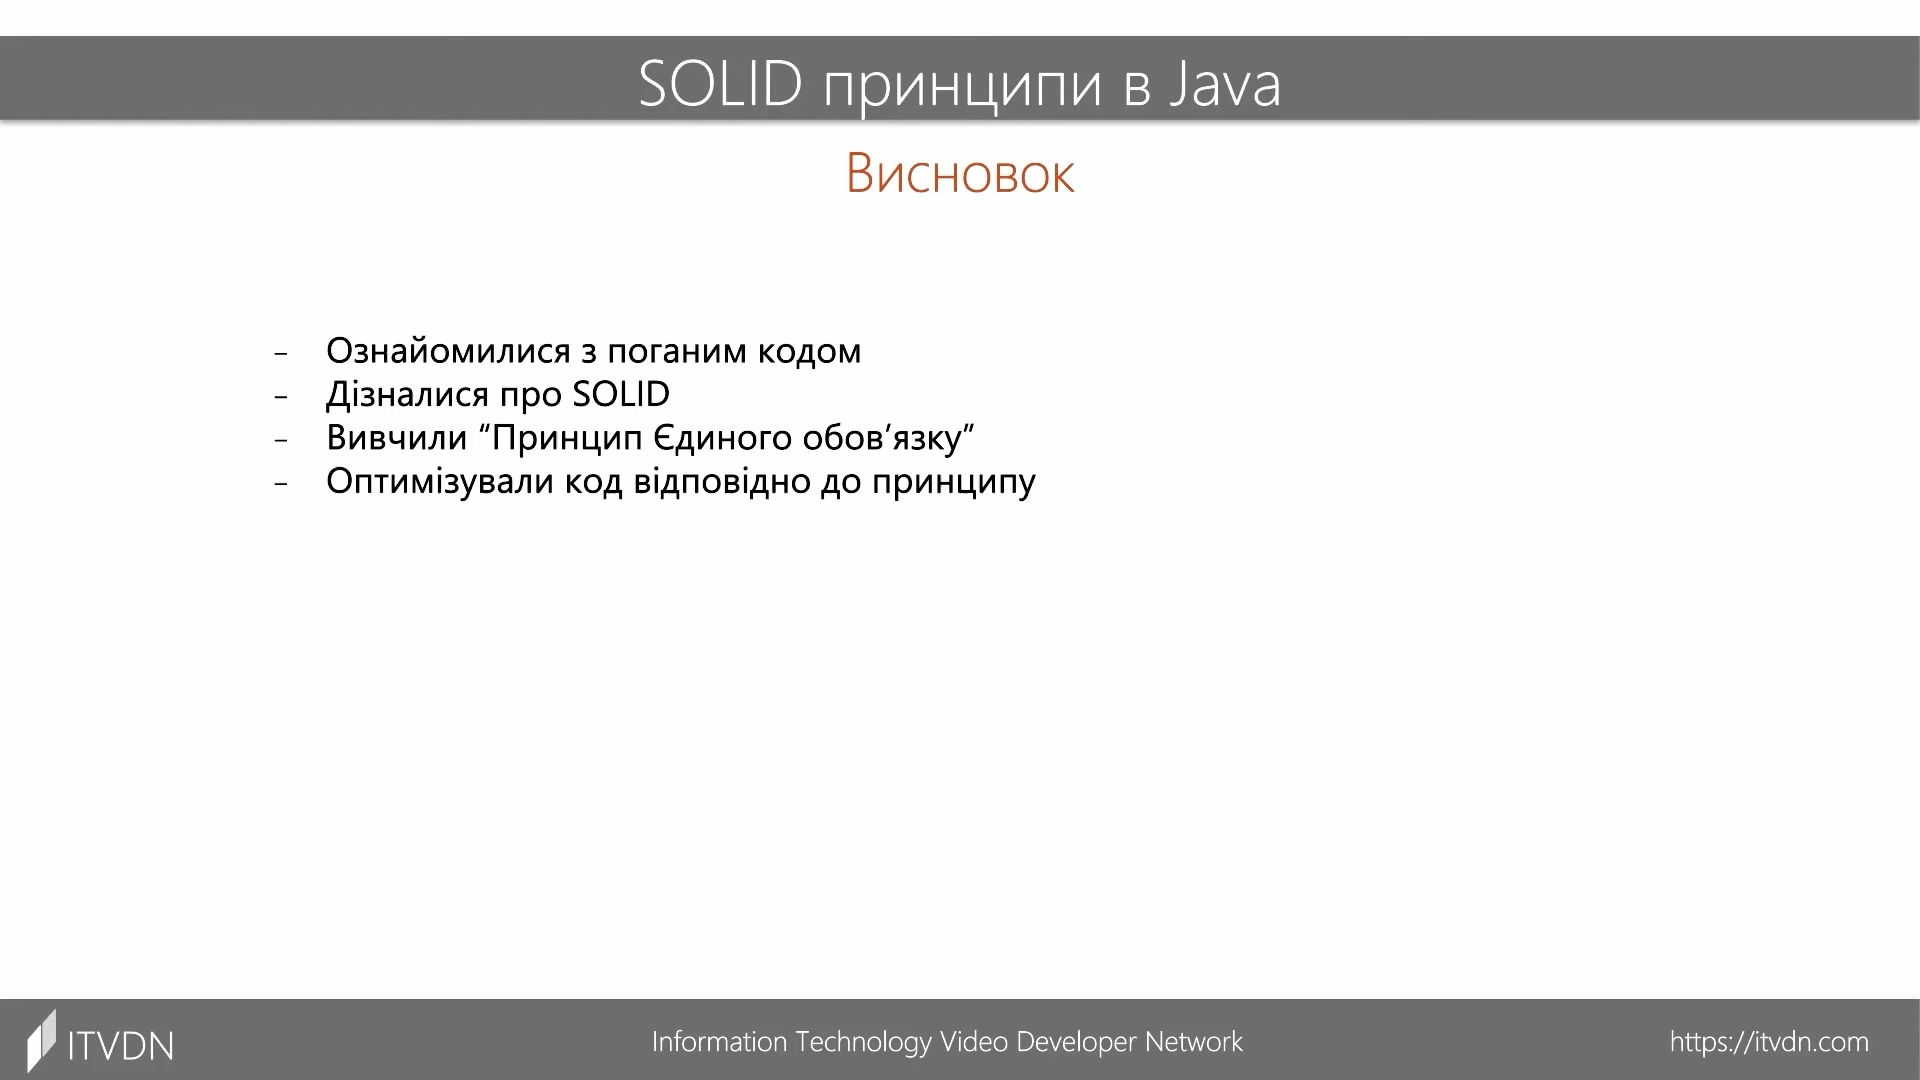 SOLID принципи в Java
Висновок
- Ознайомилися з поганим кодом
- Дізналися про SOLID
- Вивчили “Принцип Єдиного обов’язку”
- Оптимізували код відповідно до принципу
ITVDN
Information Technology Video Developer Network
https://itvdn.com